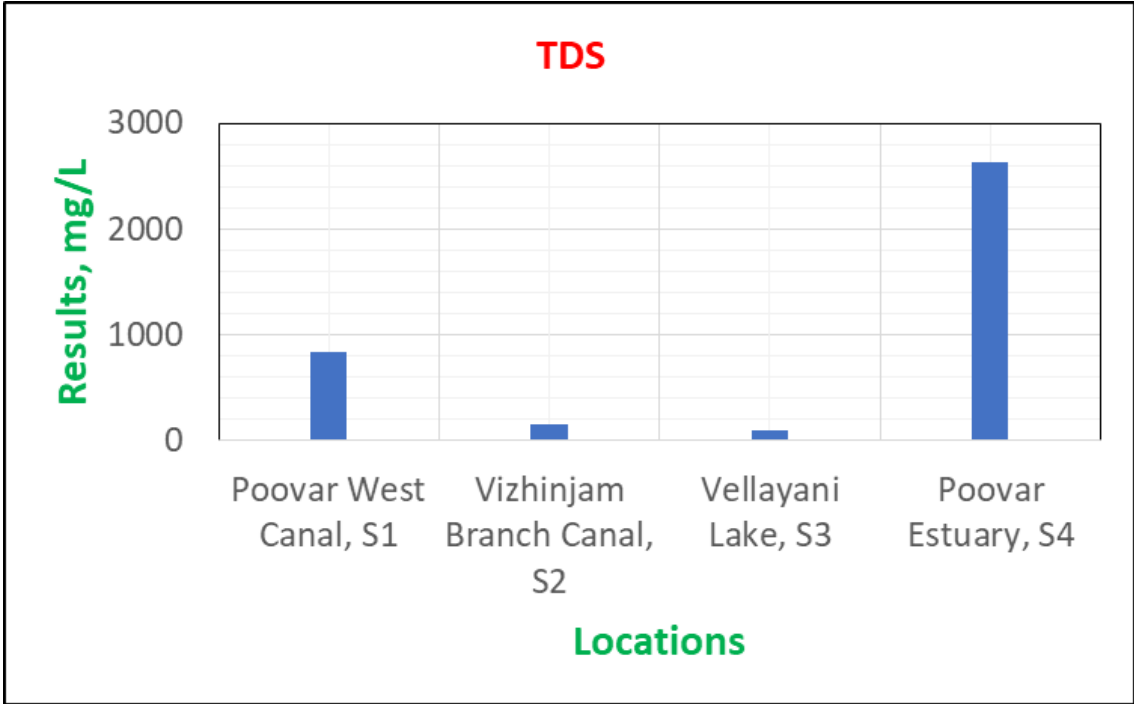 TDS
Results, mg/L
3000
2000
1000
0
Poovar West
Canal, S1
Vizhinjam
Branch Canal,
S2
Vellayani
Lake, S3
Poovar
Estuary, S4
Locations